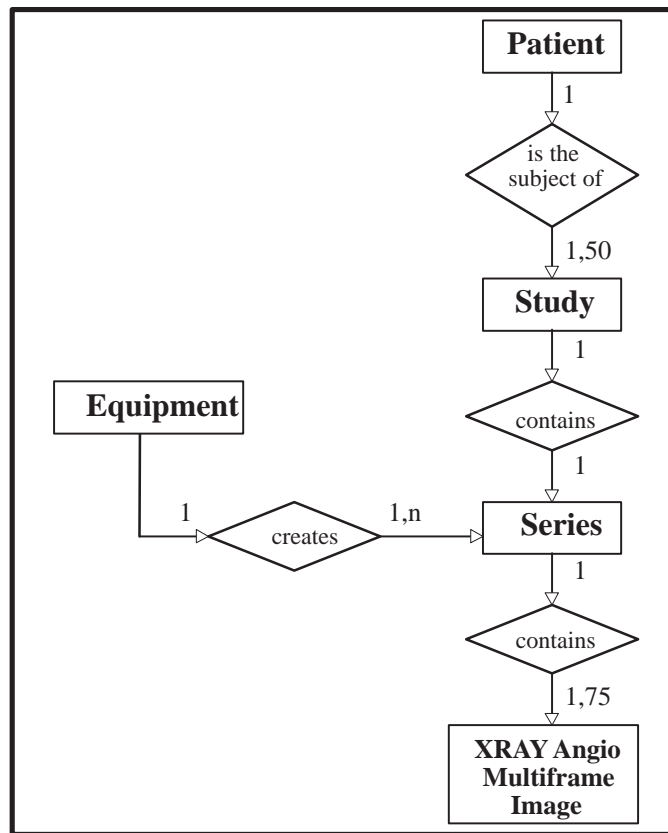 Patient
1
is the
subject of
1,50
Study
1
Equipment
contains
1
1
creates
1,n
Series
1
contains
1,75
XRAY Angio
Multiframe
Image